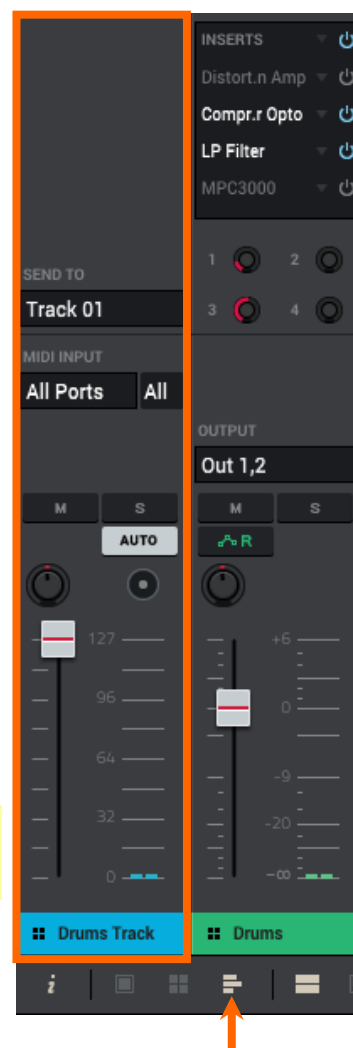 SEND TO
Track 01
MIDI INPUT
All Ports All
M S
AUTO
127
96
64
32
0
Drums Track
INSERTS
Distort.n Amp
Compr.r Opto
LP Filter
MPC3000
1 2
3 4
OUTPUT
Out 1,2
M S
R
+6
0
-9
-20
-∞
Drums
i